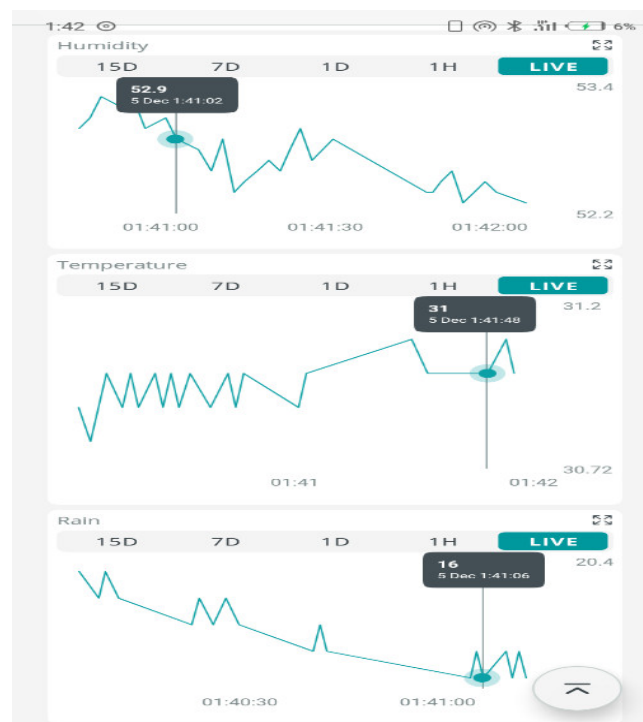 1:42 6%
Humidity
15D 7D 1D 1H LIVE
52.9
5 Dec 1:41:02
53.4
52.2
01:41:00 01:41:30 01:42:00
Temperature
15D 7D 1D 1H LIVE
31
5 Dec 1:41:48
31.2
30.72
01:41 01:42
Rain
15D 7D 1D 1H LIVE
16
5 Dec 1:41:06
20.4
01:40:30 01:41:00